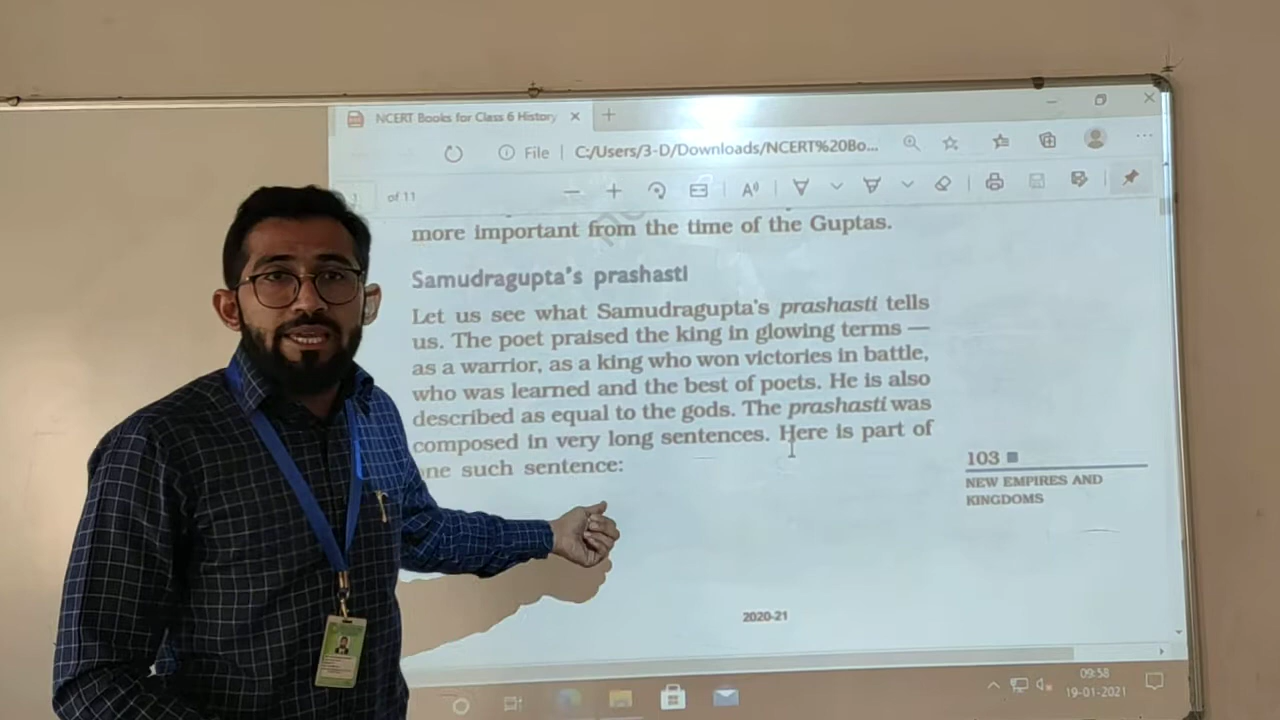 NCERT Books for Class 6 History
File | C:/Users/3-D/Downloads/NCERT%20Bo...
1 of 11
more important from the time of the Guptas.
Samudragupta's prashasti
Let us see what Samudragupta's prashasti tells
us. The poet praised the king in glowing terms —
as a warrior, as a king who won victories in battle,
who was learned and the best of poets. He is also
described as equal to the gods. The prashasti was
composed in very long sentences. Here is part of
one such sentence:
103
NEW EMPIRES AND
KINGDOMS
2020-21
09:58
19-01-2021